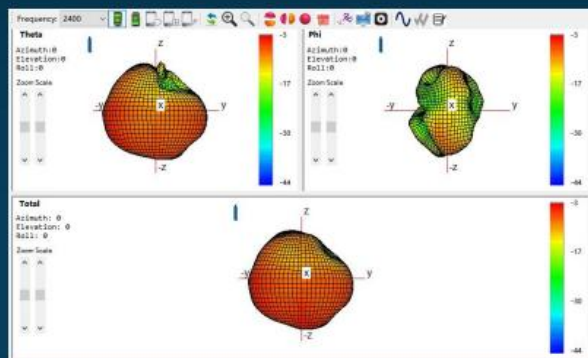 Frequency: 2400
Theta
Azimuth:0
Elevation:0
Roll:0
Zoom Scale
z
-y
x
y
-z
-3
-17
-30
-44
Phi
Azimuth:0
Elevation:0
Roll:0
Zoom Scale
z
-y
x
y
-z
-3
-17
-30
-44
Total
Azimuth: 0
Elevation: 0
Roll: 0
Zoom Scale
z
-y
x
y
-z
-3
-17
-30
-44